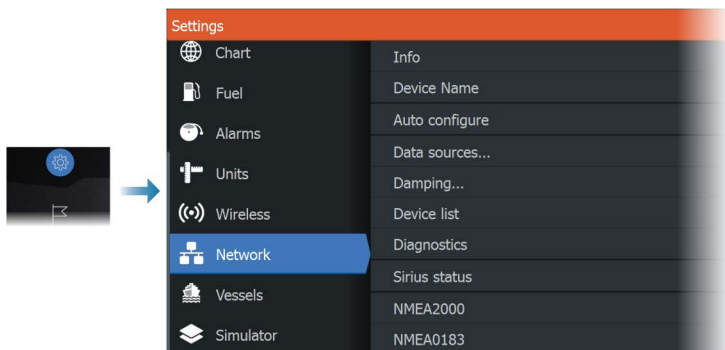 Settings
Chart
Fuel
Alarms
Units
Wireless
Network
Vessels
Simulator
Info
Device Name
Auto configure
Data sources...
Damping...
Device list
Diagnostics
Sirius status
NMEA2000
NMEA0183